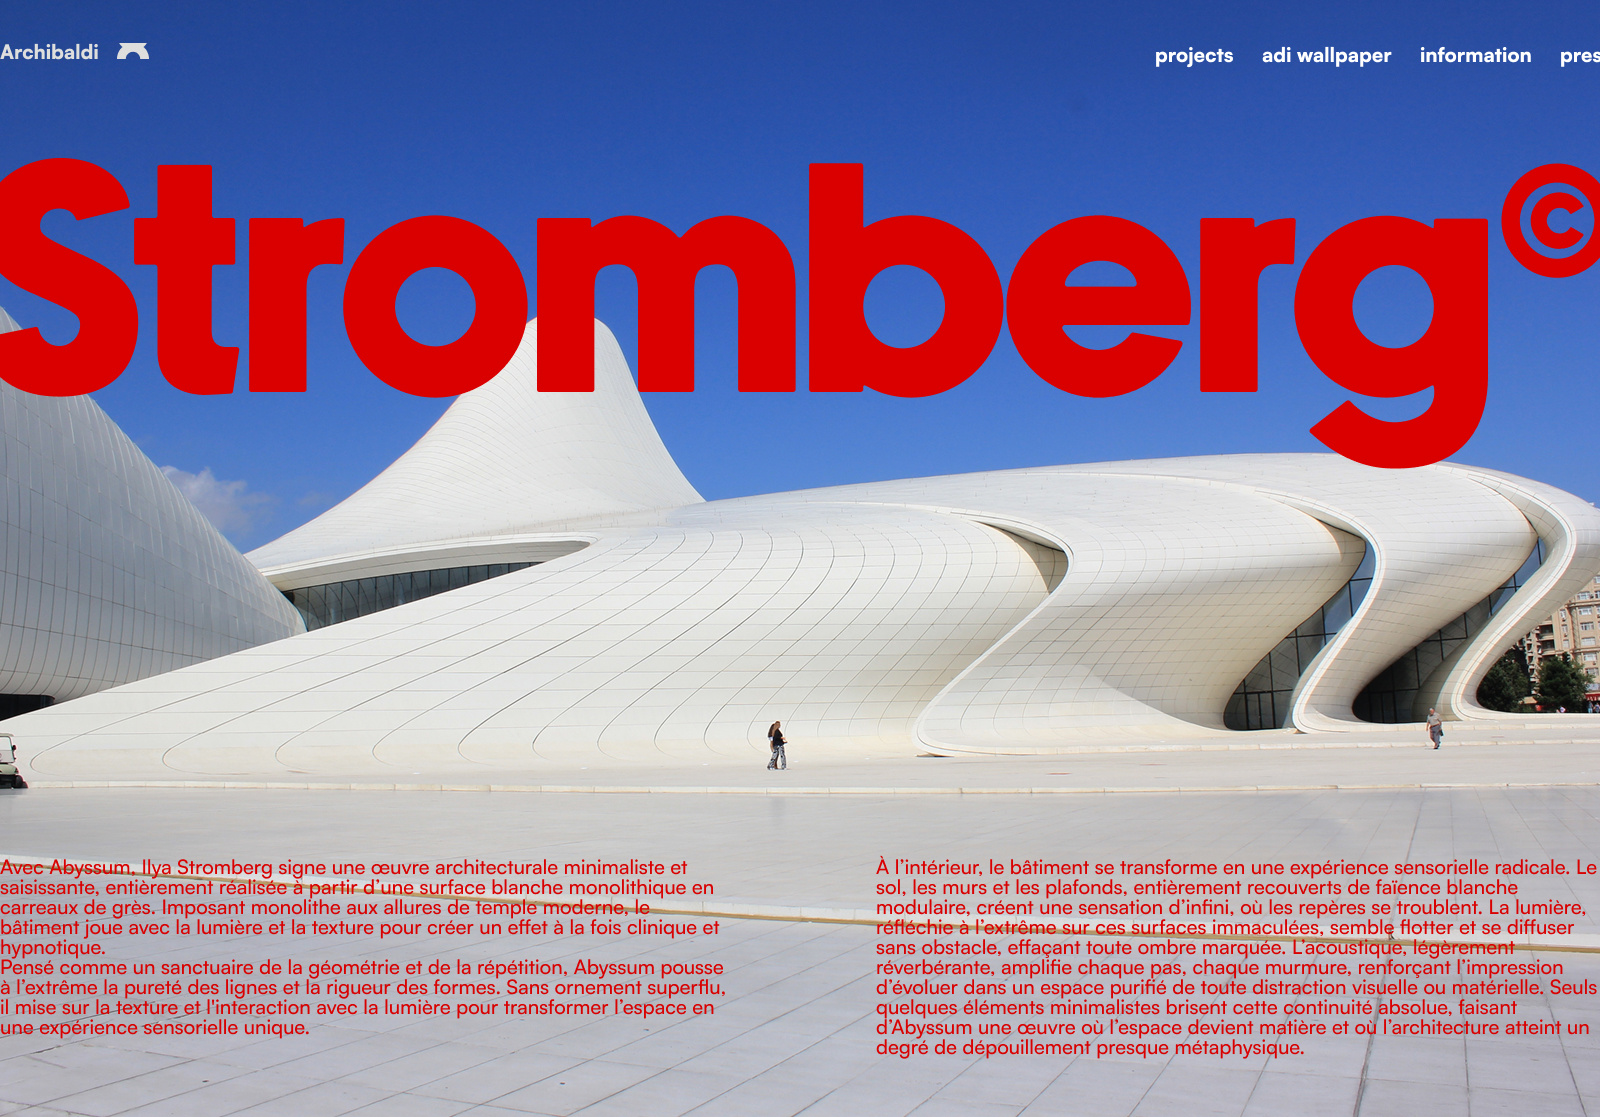 Archibaldi
projects adi wallpaper information pres
Stromberg©
Avec Abyssum, Ilya Stromberg signe une œuvre architecturale minimaliste et
saisissante, entièrement réalisée à partir d’une surface blanche monolithique en
carreaux de grès. Imposant monolithe aux allures de temple moderne, le
bâtiment joue avec la lumière et la texture pour créer un effet à la fois clinique et
hypnotique.
Pensé comme un sanctuaire de la géométrie et de la répétition, Abyssum pousse
à l’extrême la pureté des lignes et la rigueur des formes. Sans ornement superflu,
il mise sur la texture et l'interaction avec la lumière pour transformer l’espace en
une expérience sensorielle unique.
À l’intérieur, le bâtiment se transforme en une expérience sensorielle radicale. Le
sol, les murs et les plafonds, entièrement recouverts de faïence blanche
modulaire, créent une sensation d’infini, où les repères se troublent. La lumière,
réfléchie à l’extrême sur ces surfaces immaculées, semble flotter et se diffuser
sans obstacle, effaçant toute ombre marquée. L’acoustique, légèrement
réverbérante, amplifie chaque pas, chaque murmure, renforçant l’impression
d’évoluer dans un espace purifié de toute distraction visuelle ou matérielle. Seuls
quelques éléments minimalistes brisent cette continuité absolue, faisant
d’Abyssum une œuvre où l’espace devient matière et où l’architecture atteint un
degré de dépouillement presque métaphysique.